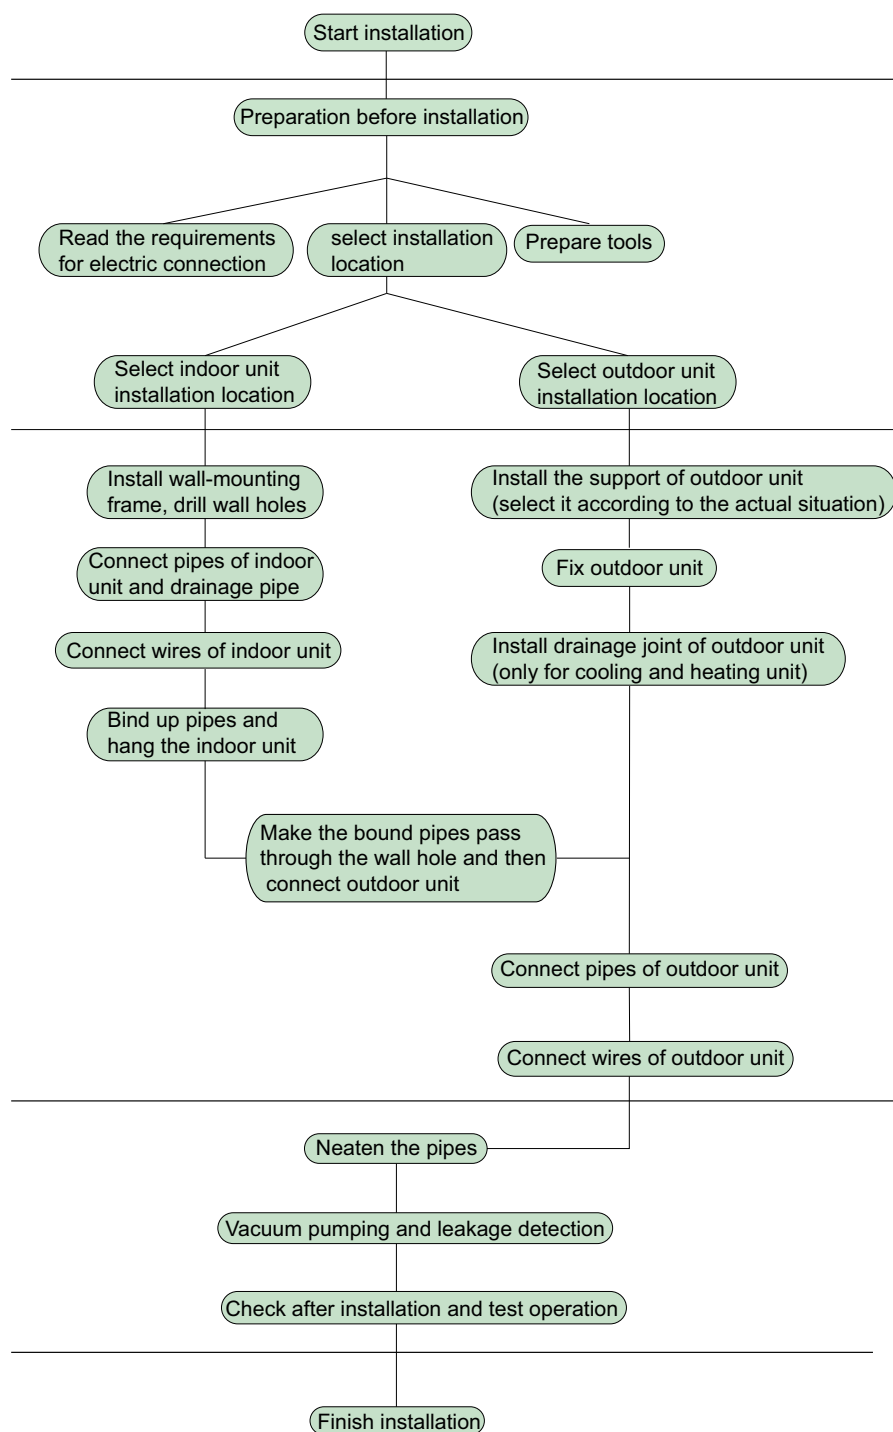 Start installation
Preparation before installation
Read the requirements
for electric connection
select installation
location
Prepare tools
Select indoor unit
installation location
Select outdoor unit
installation location
Install wall-mounting
frame, drill wall holes
Install the support of outdoor unit
(select it according to the actual situation)
Connect pipes of indoor
unit and drainage pipe
Fix outdoor unit
Connect wires of indoor unit
Install drainage joint of outdoor unit
(only for cooling and heating unit)
Bind up pipes and
hang the indoor unit
Make the bound pipes pass
through the wall hole and then
connect outdoor unit
Connect pipes of outdoor unit
Connect wires of outdoor unit
Neaten the pipes
Vacuum pumping and leakage detection
Check after installation and test operation
Finish installation